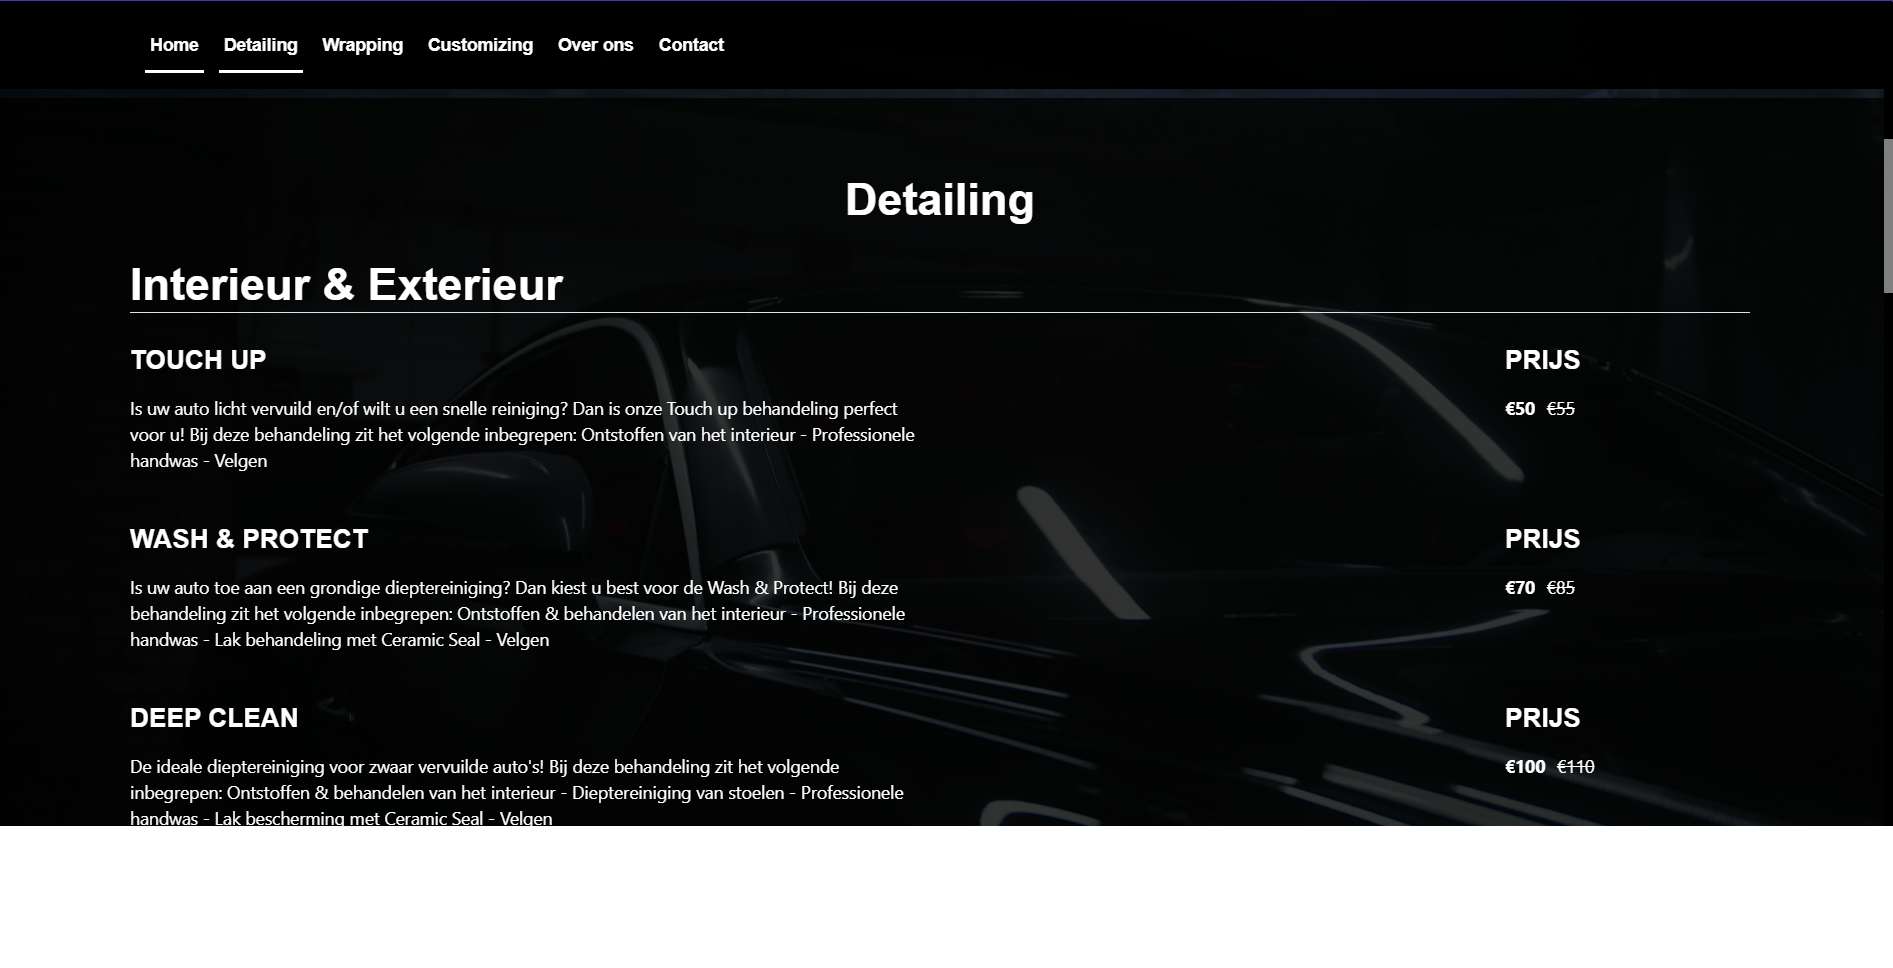 Home Detailing Wrapping Customizing Over ons Contact
Detailing
Interieur & Exterieur
TOUCH UP
PRIJS
Is uw auto licht vervuild en/of wilt u een snelle reiniging? Dan is onze Touch up behandeling perfect
voor u! Bij deze behandeling zit het volgende inbegrepen: Ontstoffen van het interieur - Professionele
handwas - Velgen
€50 €55
WASH & PROTECT
PRIJS
Is uw auto toe aan een grondige dieptereiniging? Dan kiest u best voor de Wash & Protect! Bij deze
behandeling zit het volgende inbegrepen: Ontstoffen & behandelen van het interieur - Professionele
handwas - Lak behandeling met Ceramic Seal - Velgen
€70 €85
DEEP CLEAN
PRIJS
De ideale dieptereiniging voor zwaar vervuilde auto's! Bij deze behandeling zit het volgende
inbegrepen: Ontstoffen & behandelen van het interieur - Dieptereiniging van stoelen - Professionele
handwas - Lak bescherming met Ceramic Seal - Velgen
€100 €110